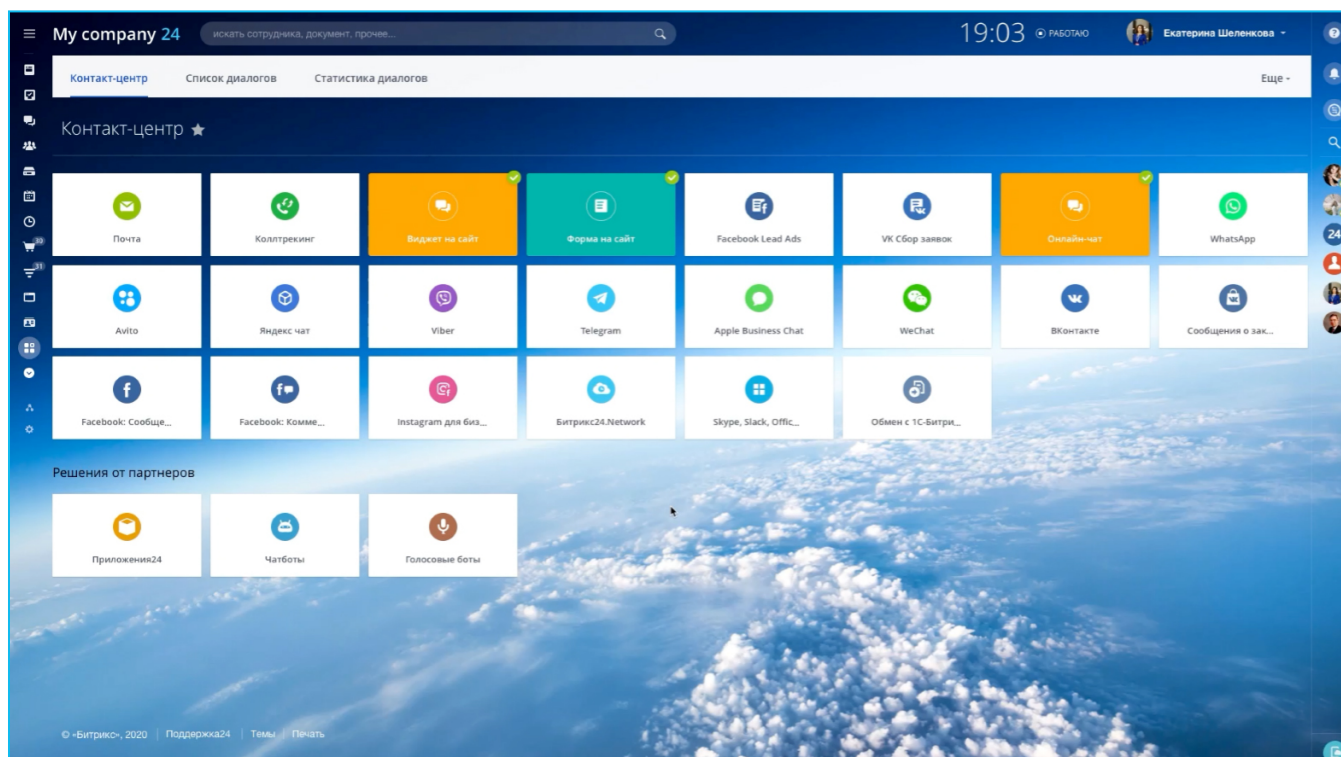 My company 24
искать сотрудника, документ, прочее...
19:03
РАБОТАЮ
Екатерина Шеленкова
Контакт-центр
Список диалогов
Статистика диалогов
Еще
Контакт-центр
Почта
Коллтрекинг
Виджет на сайт
Форма на сайт
Facebook Lead Ads
VK Сбор заявок
Онлайн-чат
WhatsApp
Avito
Яндекс чат
Viber
Telegram
Apple Business Chat
WeChat
ВКонтакте
Сообщения о зак...
Facebook: Сообще...
Facebook: Комме...
Instagram для биз...
Битрикс24.Network
Skype, Slack, Offic...
Обмен с 1С-Битри...
Решения от партнеров
Приложения24
Чатботы
Голосовые боты
30
31
24
© «Битрикс», 2020 | Поддержка24 | Темы | Печать